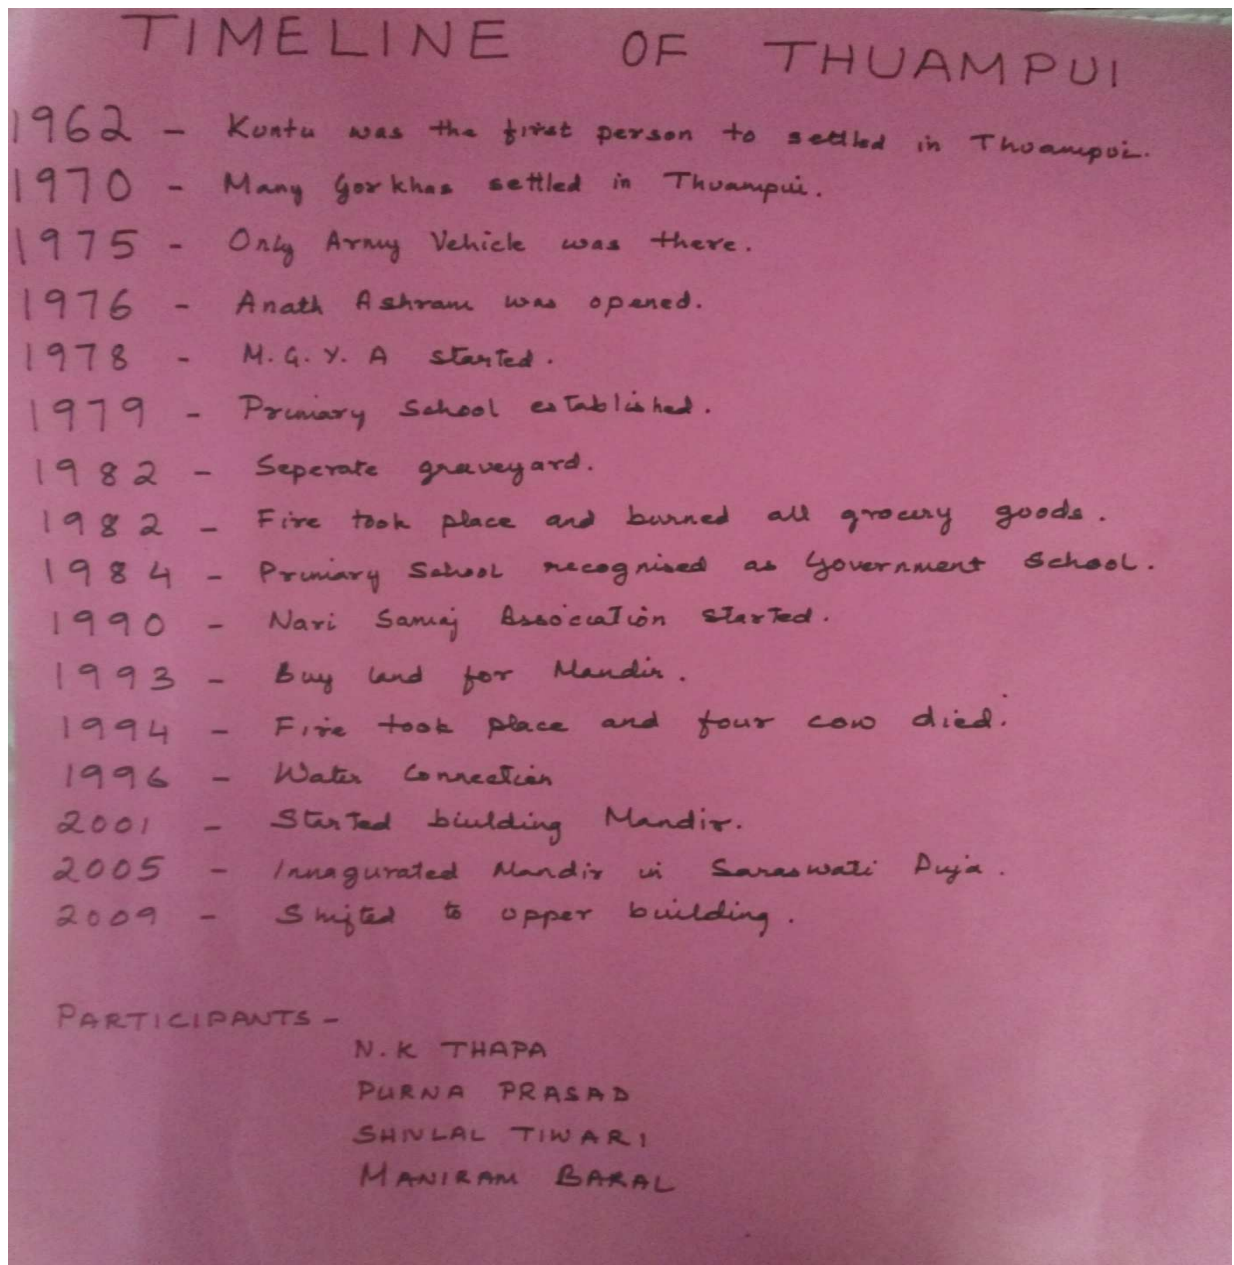 TIMELINE OF THUAMPUI
1962 - Kuntu was the first person to settled in Thuampui.
1970 - Many Gorkhas settled in Thuampui.
1975 - Only Army Vehicle was there.
1976 - Anath Ashram was opened.
1978 - M.G.Y.A started.
1979 - Primary School established.
1982 - Seperate graveyard.
1982 - Fire took place and burned all grocery goods.
1984 - Primary School recognised as Government School.
1990 - Nari Samaj Association started.
1993 - Buy land for Mandir.
1994 - Fire took place and four cow died.
1996 - Water Connection
2001 - Started biulding Mandir.
2005 - Innagurated Mandir in Saraswati Puja.
2009 - Shifted to upper building.
PARTICIPANTS -
N.K THAPA
PURNA PRASAD
SHIVLAL TIWARI
MANIRAM BARAL